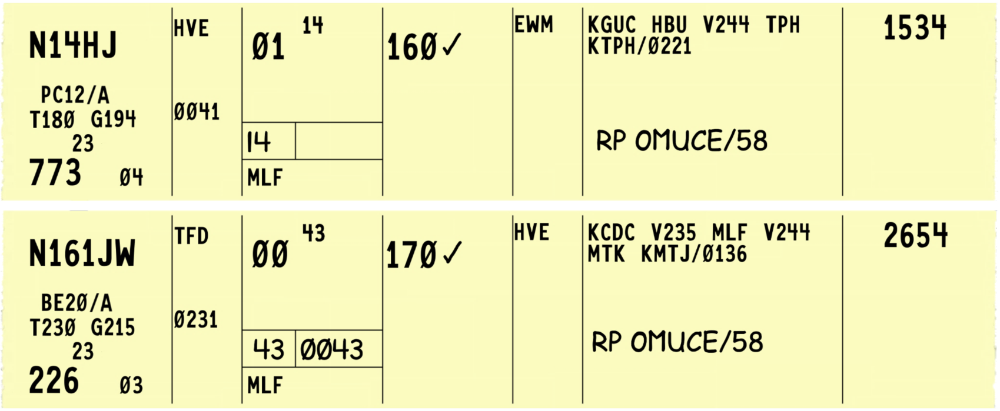 N14HJ
PC12/A
T18Ø G194
23
773 Ø4
HVE
ØØ41
Ø1 14
14
MLF
16Ø✓
EWM
KGUC HBU V244 TPH
KTPH/Ø221
RP OMUCE/58
1534
N161JW
BE2Ø/A
T23Ø G215
23
226 Ø3
TFD
Ø231
ØØ 43
43 ØØ43
MLF
17Ø✓
HVE
KCDC V235 MLF V244
MTK KMTJ/Ø136
RP OMUCE/58
2654